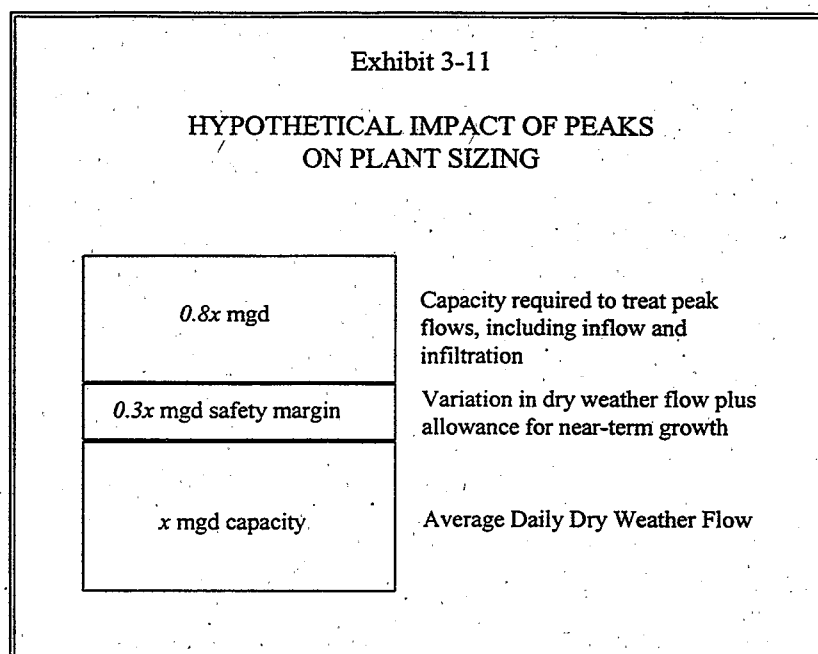 Exhibit 3-11
HYPOTHETICAL IMPACT OF PEAKS
ON PLANT SIZING
0.8x mgd
Capacity required to treat peak
flows, including inflow and
infiltration
0.3x mgd safety margin
Variation in dry weather flow plus
allowance for near-term growth
x mgd capacity
Average Daily Dry Weather Flow